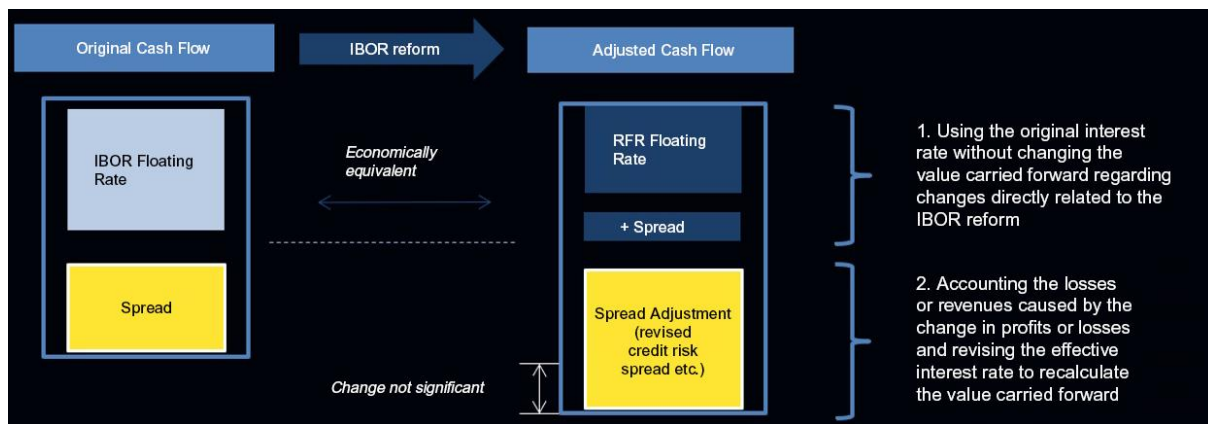 Original Cash Flow
IBOR reform
Adjusted Cash Flow
IBOR Floating
Rate
Economically
equivalent
RFR Floating
Rate
+ Spread
1. Using the original interest
rate without changing the
value carried forward regarding
changes directly related to the
IBOR reform
Spread
Change not significant
Spread Adjustment
(revised
credit risk
spread etc.)
2. Accounting the losses
or revenues caused by the
change in profits or losses
and revising the effective
interest rate to recalculate
the value carried forward